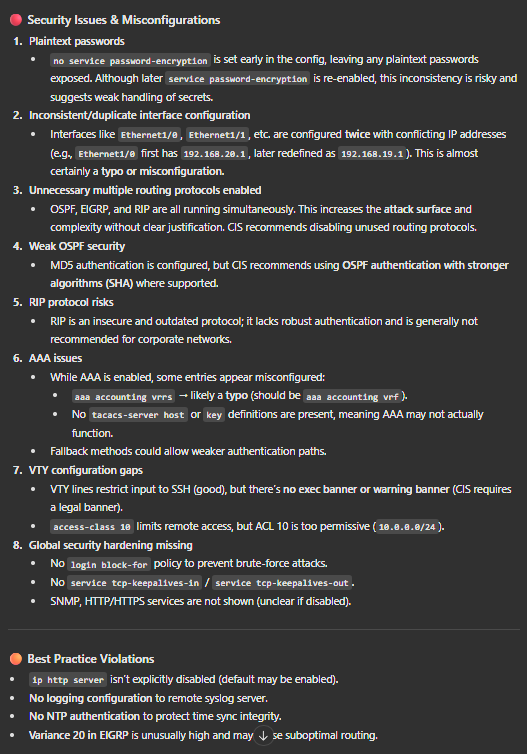 Security Issues & Misconfigurations
1. Plaintext passwords
• no service password-encryption is set early in the config, leaving any plaintext passwords
exposed. Although later service password-encryption is re-enabled, this inconsistency is risky and
suggests weak handling of secrets.
2. Inconsistent/duplicate interface configuration
• Interfaces like Ethernet1/0, Ethernet1/1, etc. are configured twice with conflicting IP addresses
(e.g., Ethernet1/0 first has 192.168.20.1, later redefined as 192.168.19.1). This is almost
certainly a typo or misconfiguration.
3. Unnecessary multiple routing protocols enabled
• OSPF, EIGRP, and RIP are all running simultaneously. This increases the attack surface and
complexity without clear justification. CIS recommends disabling unused routing protocols.
4. Weak OSPF security
• MD5 authentication is configured, but CIS recommends using OSPF authentication with stronger
algorithms (SHA) where supported.
5. RIP protocol risks
• RIP is an insecure and outdated protocol; it lacks robust authentication and is generally not
recommended for corporate networks.
6. AAA issues
• While AAA is enabled, some entries appear misconfigured:
• aaa accounting vrrs → likely a typo (should be aaa accounting vrf).
• No tacacs-server host or key definitions are present, meaning AAA may not actually
function.
• Fallback methods could allow weaker authentication paths.
7. VTY configuration gaps
• VTY lines restrict input to SSH (good), but there's no exec banner or warning banner (CIS requires
a legal banner).
• access-class 10 limits remote access, but ACL 10 is too permissive (10.0.0.0/24).
8. Global security hardening missing
• No login block-for policy to prevent brute-force attacks.
• No service tcp-keepalives-in / service tcp-keepalives-out.
• SNMP, HTTP/HTTPS services are not shown (unclear if disabled).
Best Practice Violations
• ip http server isn't explicitly disabled (default may be enabled).
• No logging configuration to remote syslog server.
• No NTP authentication to protect time sync integrity.
• Variance 20 in EIGRP is unusually high and may se suboptimal routing.